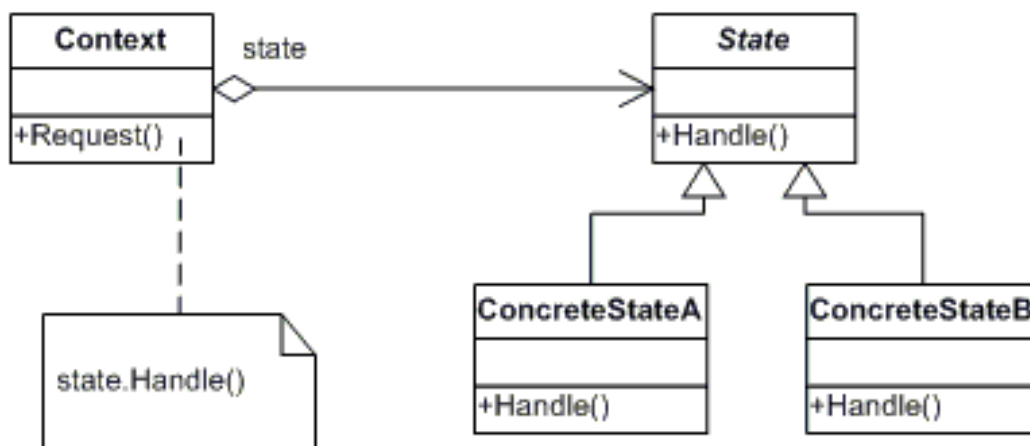 Context
state
State
+Request()
+Handle()
ConcreteStateA
ConcreteStateB
state.Handle()
+Handle()
+Handle()